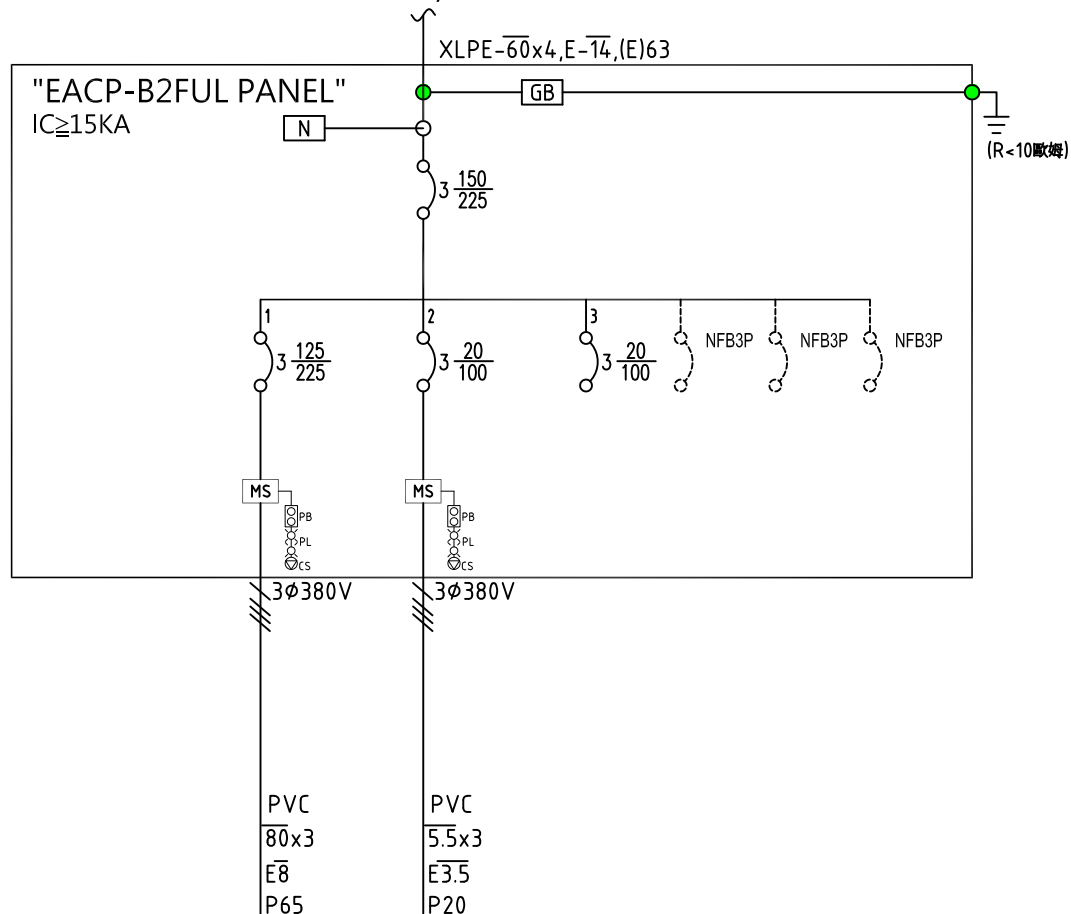 XLPE-60x4,E-14,(E)63
"EACP-B2FUL PANEL"
IC≧15KA
GB
N
(R<10歐姆)
3 150/225
1
2
3
3 125/225
3 20/100
3 20/100
NFB3P
NFB3P
NFB3P
MS
MS
PB
PL
CS
PB
PL
CS
3φ380V
3φ380V
PVC
80x3
E8
P65
PVC
5.5x3
E3.5
P20